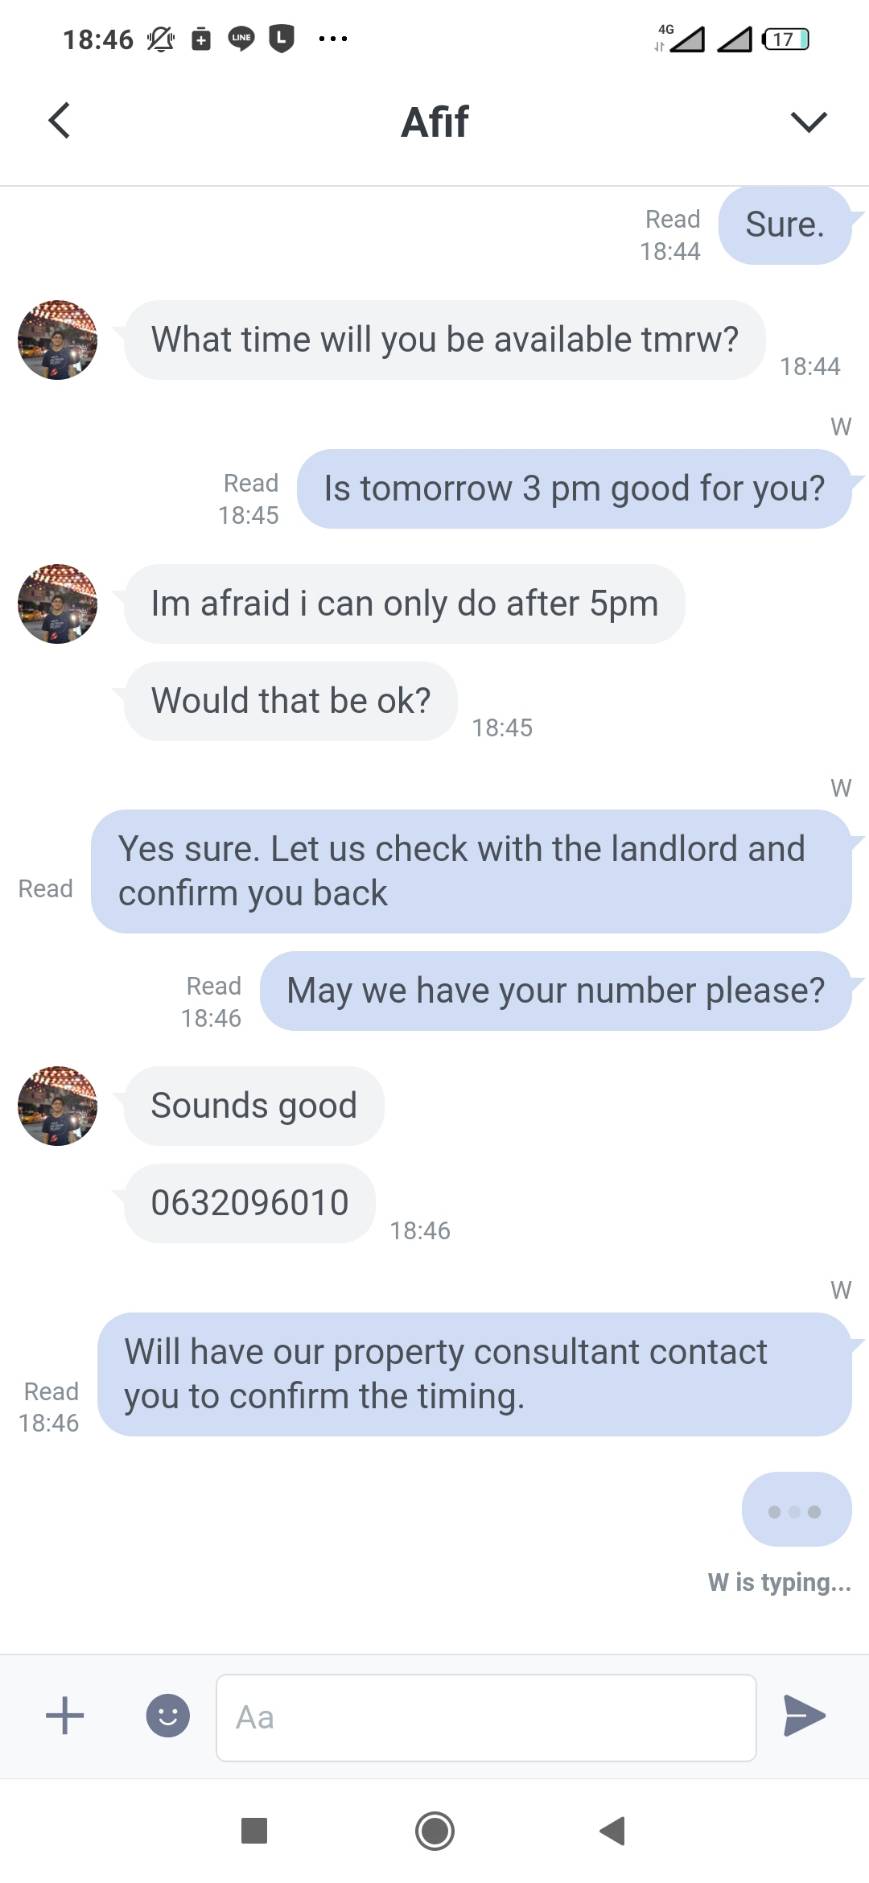 18:46 LINE L ... 4G 17
Afif
Read
18:44
Sure.
What time will you be available tmrw?
18:44
W
Read
18:45
Is tomorrow 3 pm good for you?
Im afraid i can only do after 5pm
Would that be ok?
18:45
W
Read
Yes sure. Let us check with the landlord and
confirm you back
Read
18:46
May we have your number please?
Sounds good
0632096010
18:46
W
Read
18:46
Will have our property consultant contact
you to confirm the timing.
W is typing...
Aa